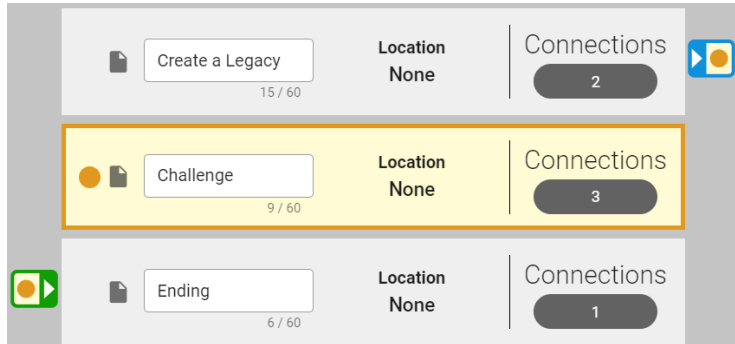 Create a Legacy
15 / 60
Location
None
Connections
2
Challenge
9 / 60
Location
None
Connections
3
Ending
6 / 60
Location
None
Connections
1